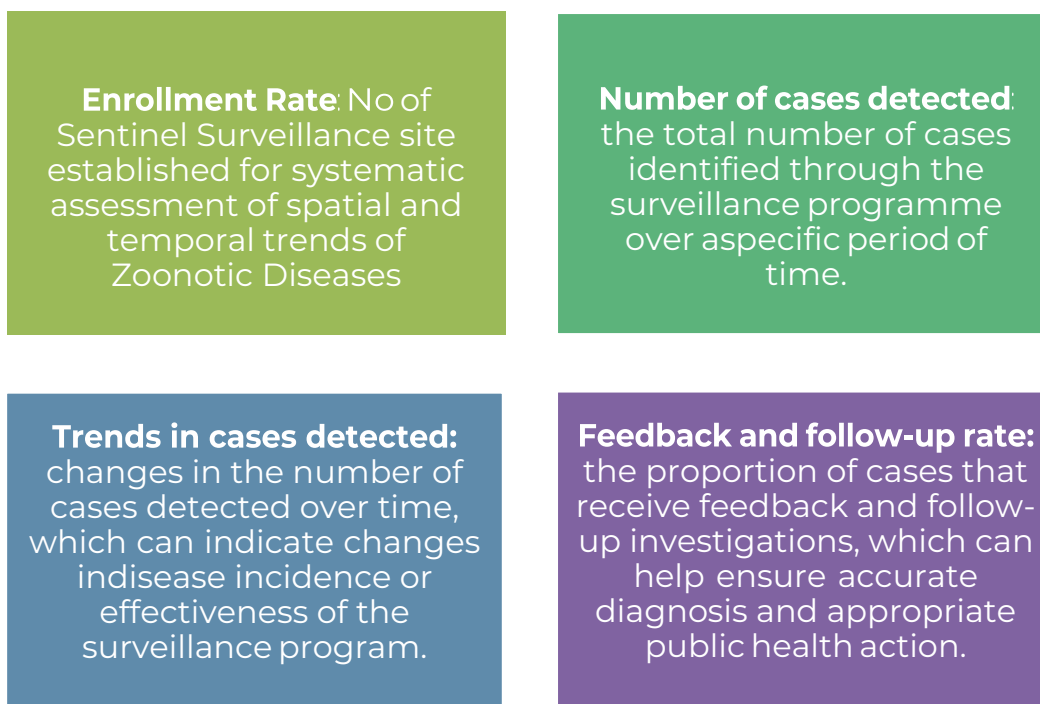 Enrollment Rate: No of
Sentinel Surveillance site
established for systematic
assessment of spatial and
temporal trends of
Zoonotic Diseases
Number of cases detected:
the total number of cases
identified through the
surveillance programme
over aspecific period of
time.
Trends in cases detected:
changes in the number of
cases detected over time,
which can indicate changes
indisease incidence or
effectiveness of the
surveillance program.
Feedback and follow-up rate:
the proportion of cases that
receive feedback and follow-
up investigations, which can
help ensure accurate
diagnosis and appropriate
public health action.